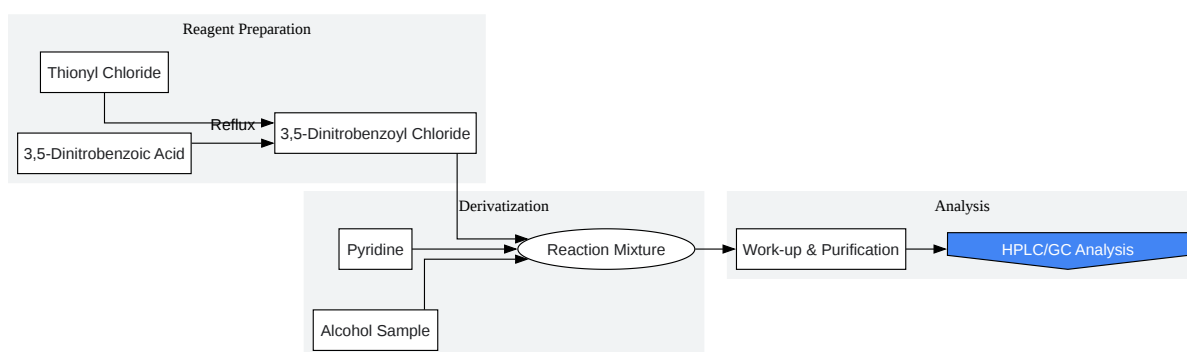 Reagent Preparation
Thionyl Chloride
Reflux
3,5-Dinitrobenzoic Acid
3,5-Dinitrobenzoyl Chloride
Derivatization
Pyridine
Alcohol Sample
Reaction Mixture
Analysis
Work-up & Purification
HPLC/GC Analysis